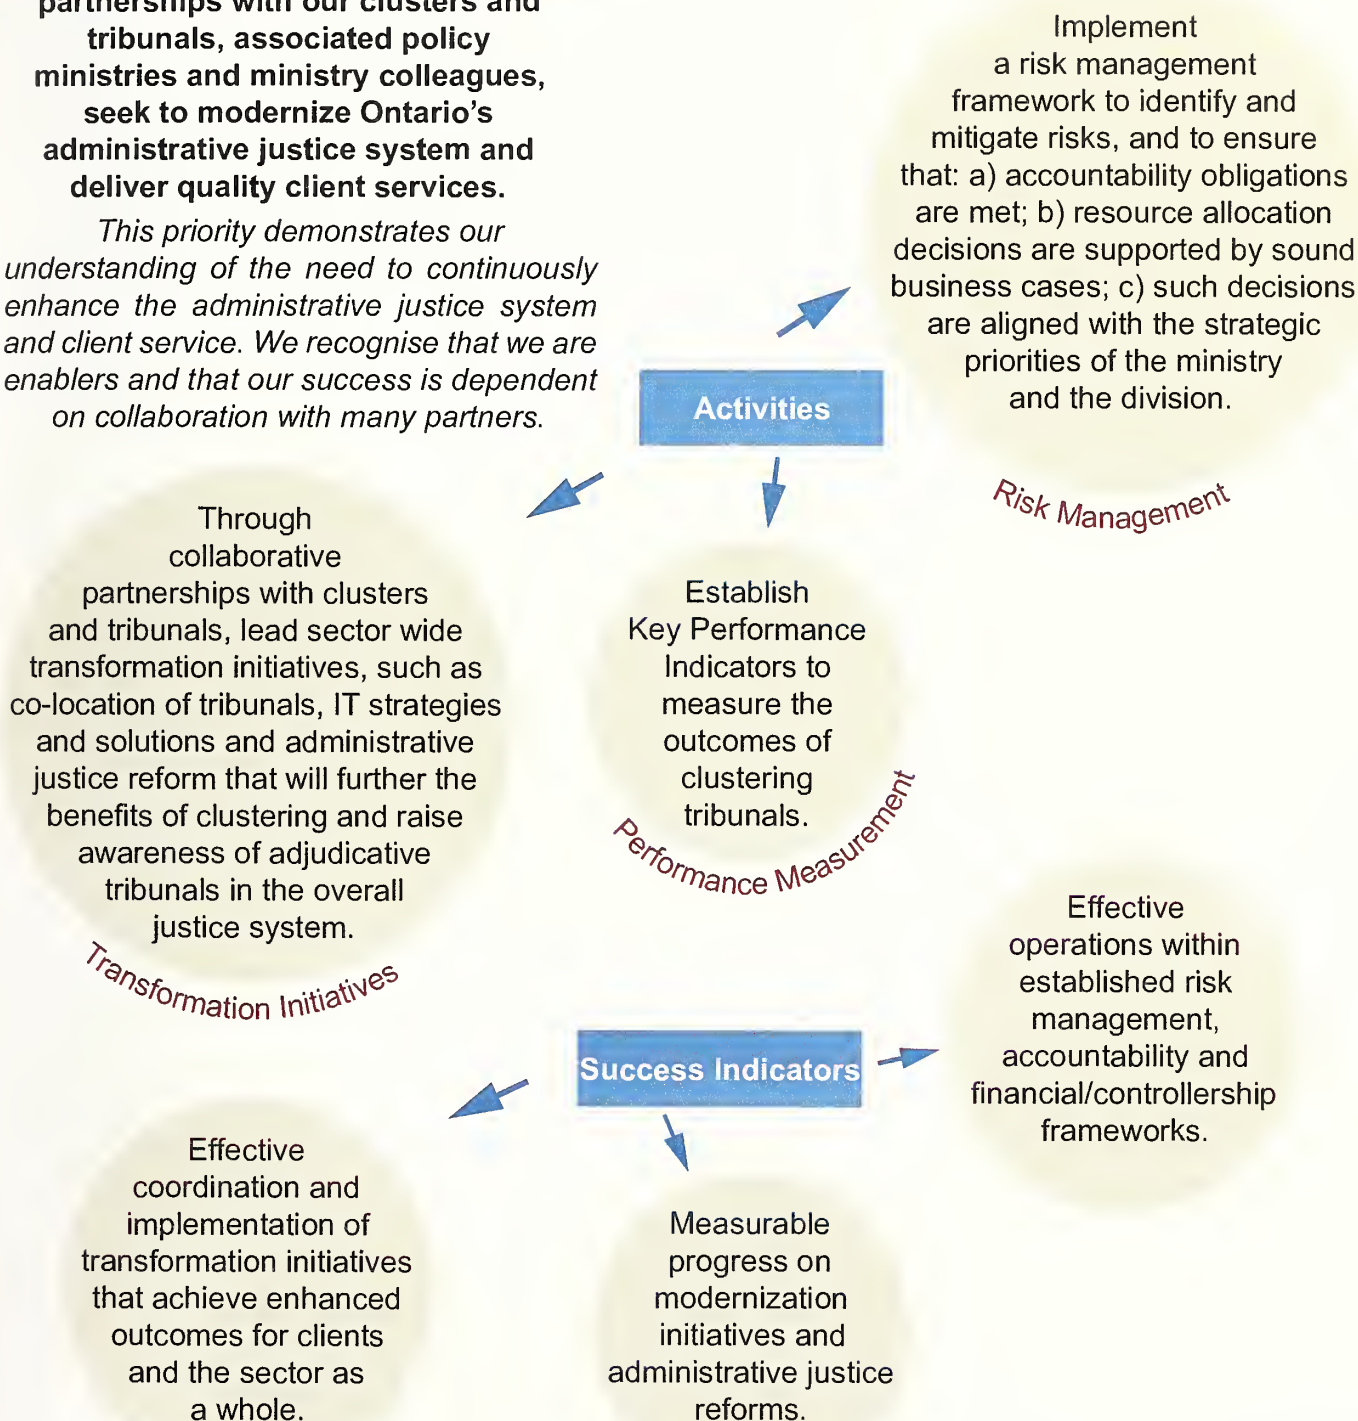 partnerships with our clusters and
tribunals, associated policy
ministries and ministry colleagues,
seek to modernize Ontario's
administrative justice system and
deliver quality client services.
This priority demonstrates our
understanding of the need to continuously
enhance the administrative justice system
and client service. We recognise that we are
enablers and that our success is dependent
on collaboration with many partners.
Activities
Implement
a risk management
framework to identify and
mitigate risks, and to ensure
that: a) accountability obligations
are met; b) resource allocation
decisions are supported by sound
business cases; c) such decisions
are aligned with the strategic
priorities of the ministry
and the division.
Risk Management
Through
collaborative
partnerships with clusters
and tribunals, lead sector wide
transformation initiatives, such as
co-location of tribunals, IT strategies
and solutions and administrative
justice reform that will further the
benefits of clustering and raise
awareness of adjudicative
tribunals in the overall
justice system.
Transformation Initiatives
Establish
Key Performance
Indicators to
measure the
outcomes of
clustering
tribunals.
Performance Measurement
Success Indicators
Effective
operations within
established risk
management,
accountability and
financial/controllership
frameworks.
Effective
coordination and
implementation of
transformation initiatives
that achieve enhanced
outcomes for clients
and the sector as
a whole.
Measurable
progress on
modernization
initiatives and
administrative justice
reforms.